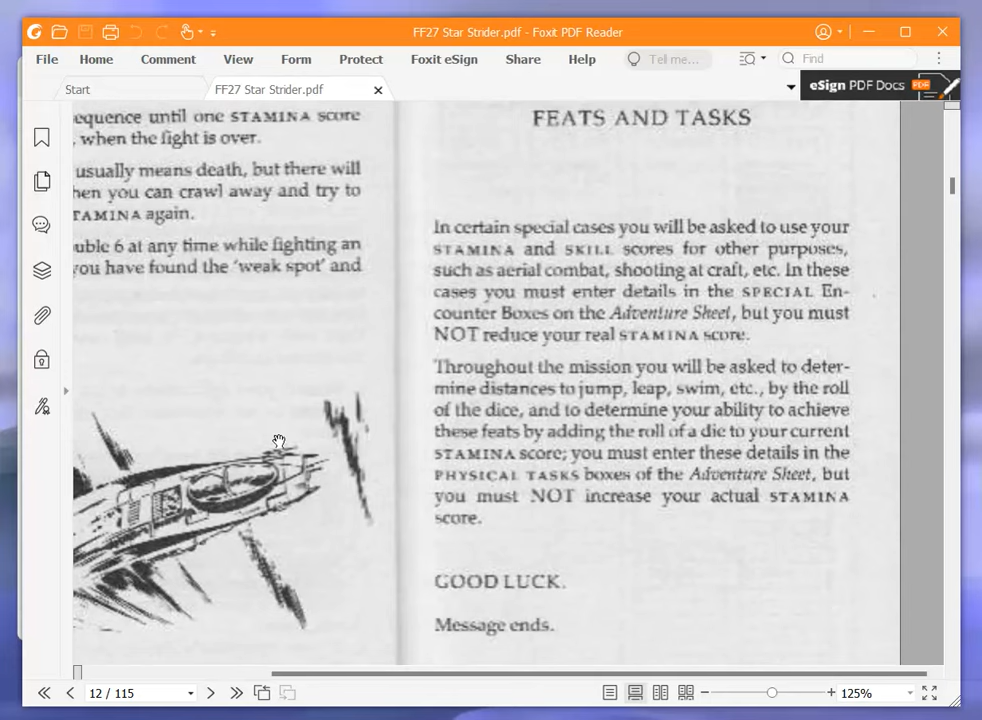 FF27 Star Strider.pdf - Foxit PDF Reader
File Home Comment View Form Protect Foxit eSign Share Help Tell me... Find
Start FF27 Star Strider.pdf eSign PDF Docs
equence until one STAMINA score
, when the fight is over.
usually means death, but there will
hen you can crawl away and try to
TAMINA again.
uble 6 at any time while fighting an
you have found the 'weak spot' and
FEATS AND TASKS
In certain special cases you will be asked to use your
STAMINA and SKILL scores for other purposes,
such as aerial combat, shooting at craft, etc. In these
cases you must enter details in the SPECIAL En-
counter Boxes on the Adventure Sheet, but you must
NOT reduce your real STAMINA score.
Throughout the mission you will be asked to deter-
mine distances to jump, leap, swim, etc., by the roll
of the dice, and to determine your ability to achieve
these feats by adding the roll of a die to your current
STAMINA score; you must enter these details in the
PHYSICAL TASKS boxes of the Adventure Sheet, but
you must NOT increase your actual STAMINA
score.
GOOD LUCK.
Message ends.
12 / 115 125%